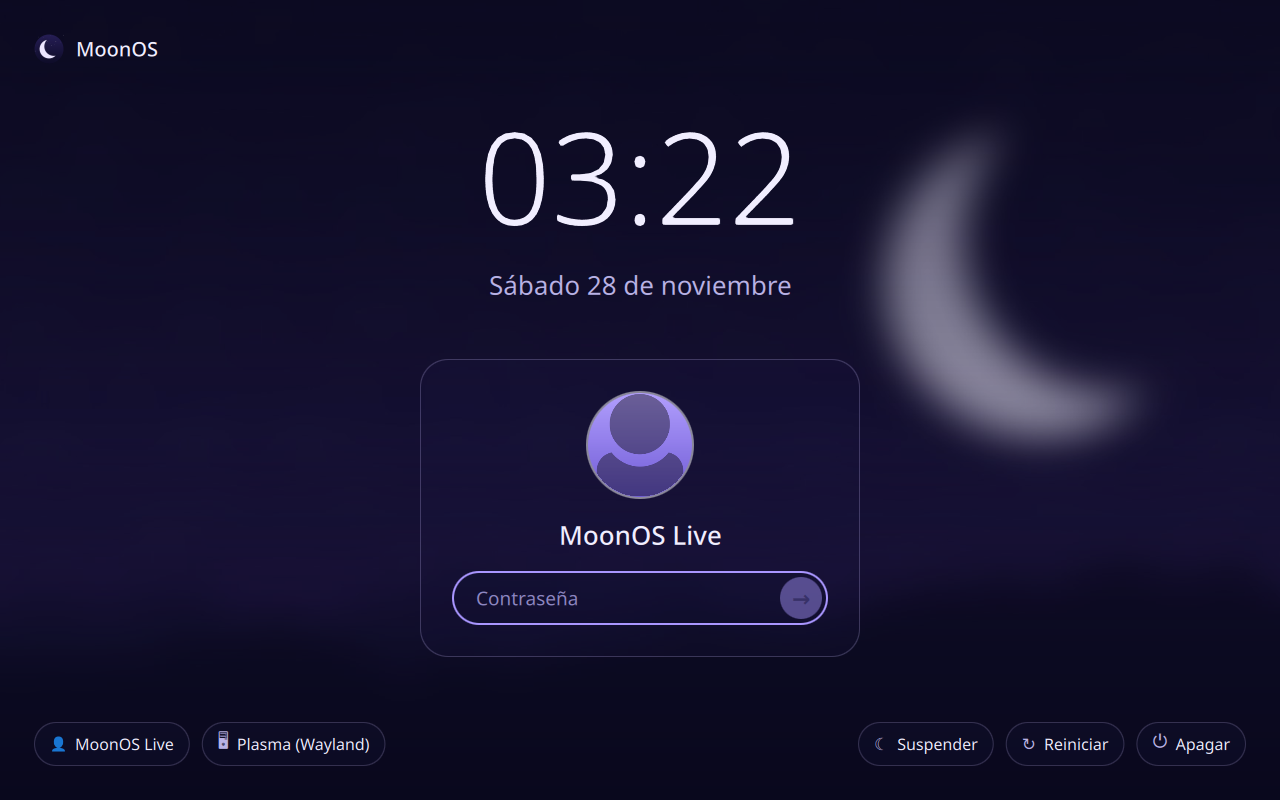 MoonOS
03:22
Sábado 28 de noviembre
MoonOS Live
Contraseña
MoonOS Live
Plasma (Wayland)
Suspender
Reiniciar
Apagar